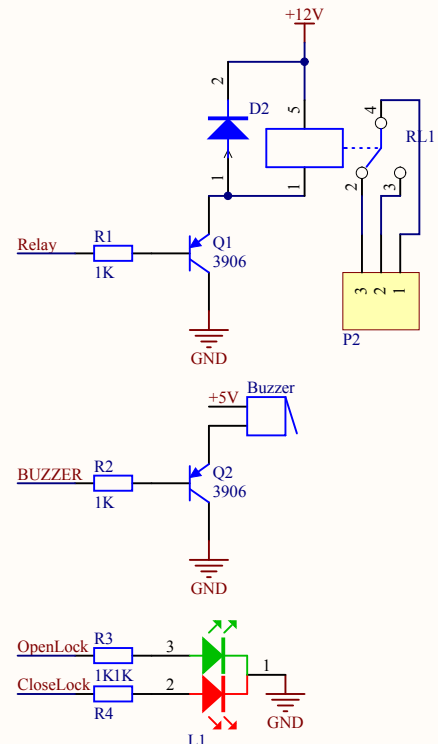 +12V
2
D2
5
4
RL1
1
1
2
3
Relay
R1
1K
Q1
3906
3
2
1
P2
GND
Buzzer
+5V
BUZZER
R2
1K
Q2
3906
GND
OpenLock
R3
3
1K1K
1
CloseLock
2
R4
GND
L1